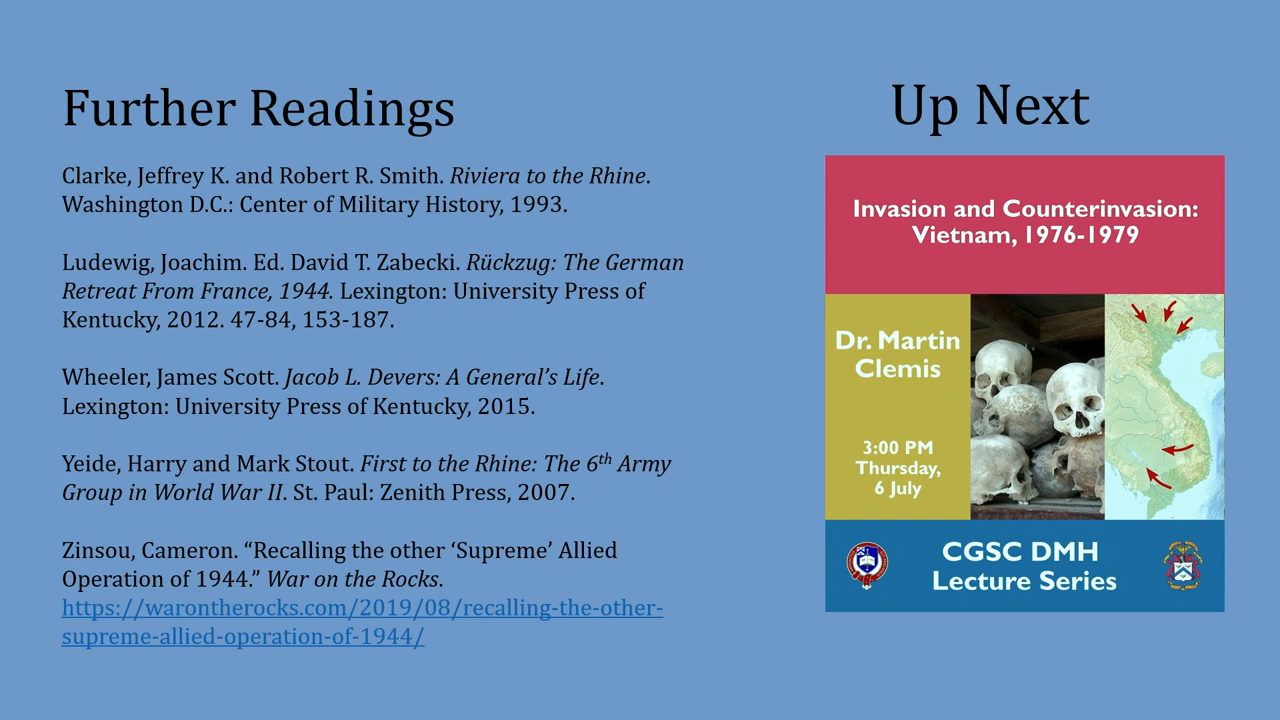 Further Readings
Clarke, Jeffrey K. and Robert R. Smith. Riviera to the Rhine.
Washington D.C.: Center of Military History, 1993.
Ludewig, Joachim. Ed. David T. Zabecki. Rückzug: The German
Retreat From France, 1944. Lexington: University Press of
Kentucky, 2012. 47-84, 153-187.
Wheeler, James Scott. Jacob L. Devers: A General’s Life.
Lexington: University Press of Kentucky, 2015.
Yeide, Harry and Mark Stout. First to the Rhine: The 6th Army
Group in World War II. St. Paul: Zenith Press, 2007.
Zinsou, Cameron. “Recalling the other ‘Supreme’ Allied
Operation of 1944.” War on the Rocks.
https://warontherocks.com/2019/08/recalling-the-other-
supreme-allied-operation-of-1944/
Up Next
Invasion and Counterinvasion:
Vietnam, 1976-1979
Dr. Martin
Clemis
3:00 PM
Thursday,
6 July
CGSC DMH
Lecture Series